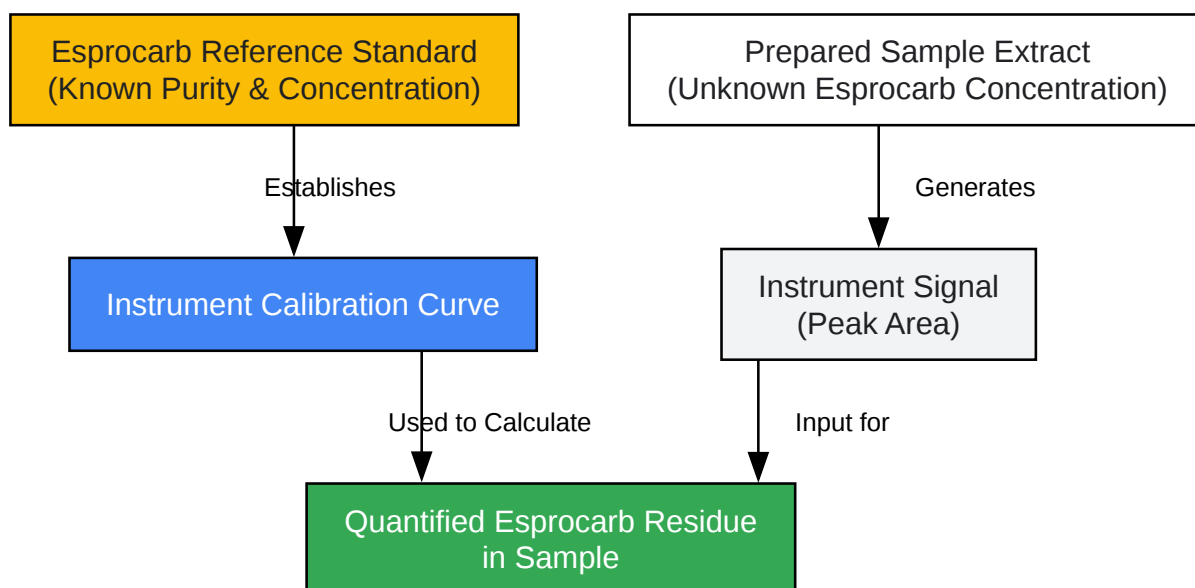 Esprocarb Reference Standard
(Known Purity & Concentration)
Prepared Sample Extract
(Unknown Esprocarb Concentration)
Establishes
Generates
Instrument Calibration Curve
Instrument Signal
(Peak Area)
Used to Calculate
Input for
Quantified Esprocarb Residue
in Sample